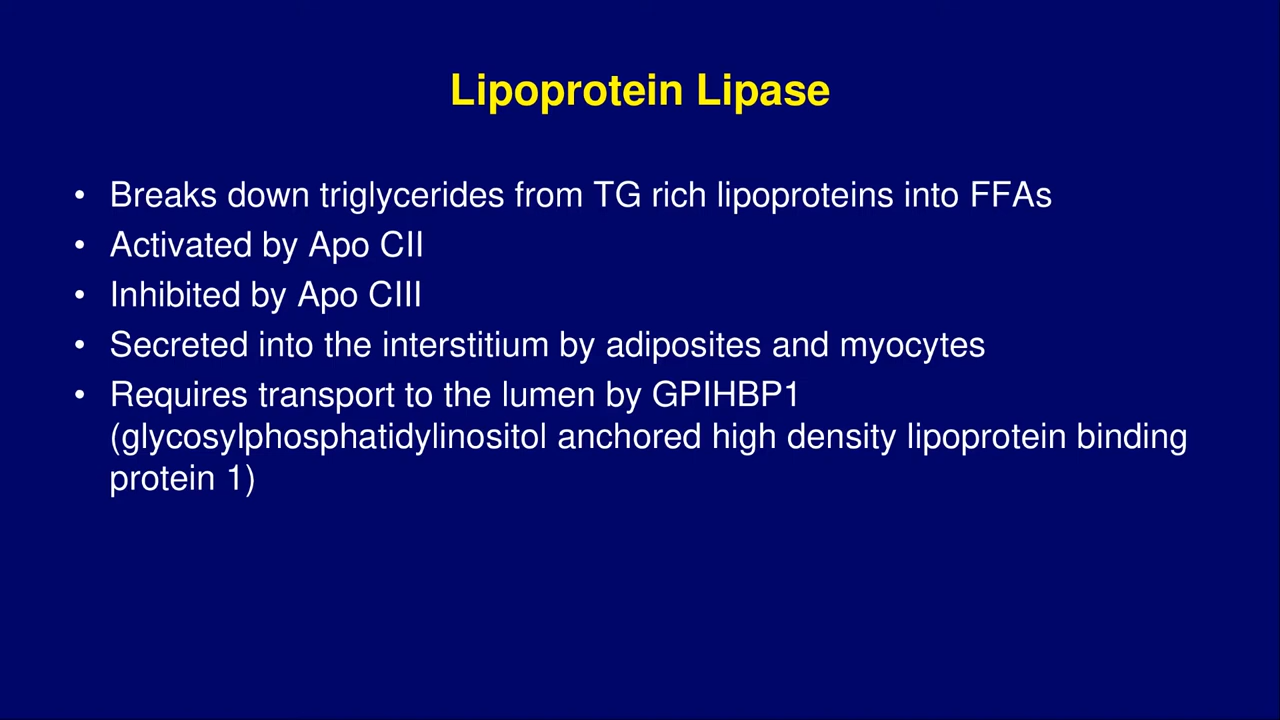 Lipoprotein Lipase
• Breaks down triglycerides from TG rich lipoproteins into FFAs
• Activated by Apo CII
• Inhibited by Apo CIII
• Secreted into the interstitium by adiposites and myocytes
• Requires transport to the lumen by GPIHBP1
(glycosylphosphatidylinositol anchored high density lipoprotein binding
protein 1)